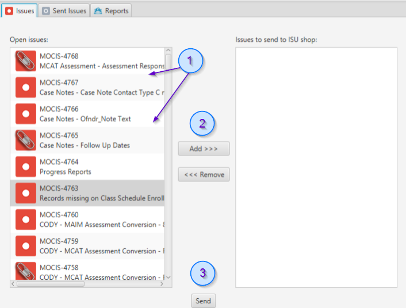 Issues Sent Issues Reports
Open issues: Issues to send to ISU shop:
MOCIS-4768
MCAT Assessment - Assessment Respons
1
MOCIS-4767
Case Notes - Case Note Contact Type C
MOCIS-4766
Case Notes - Ofndr_Note Text
2
MOCIS-4765
Case Notes - Follow Up Dates
Add >>>
MOCIS-4764
Progress Reports
<<< Remove
MOCIS-4763
Records missing on Class Schedule Enroll
MOCIS-4760
CODY - MAIM Assessment Conversion -
MOCIS-4759
CODY - MCAT Assessment Conversion -
3
MOCIS-4758
CODY - MCAT Assessment Conversion -
Send